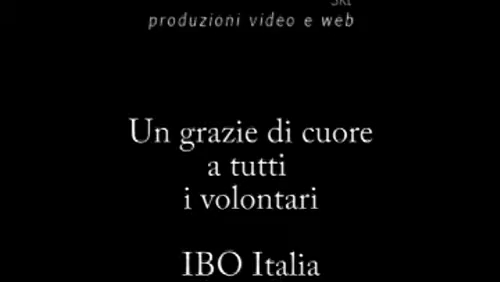 produzioni video e web
Un grazie di cuore
a tutti
i volontari
IBO Italia